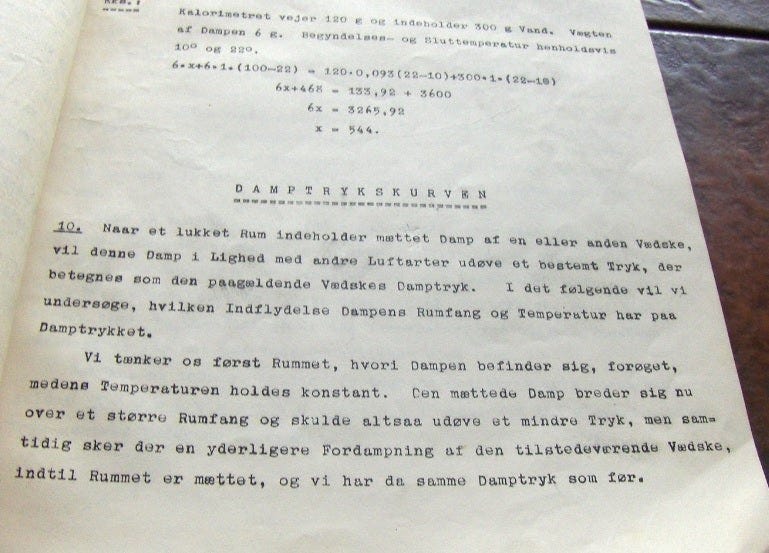 Kalorimetret vejer 120 g og indeholder 300 g Vand. Vægten
af Dampen 6 g. Begyndelses- og Sluttemperatur henholdsvis
10° og 22°.
6·x+6·1·(100-22) = 120·0,093(22-10)+300·1·(22-10)
6x+468 = 133,92 + 3600
6x = 3265,92
x = 544.
DAMPTRYKSKURVEN
10. Naar et lukket Rum indeholder mættet Damp af en eller anden Vædske,
vil denne Damp i Lighed med andre Luftarter udøve et bestemt Tryk, der
betegnes som den paagældende Vædskes Damptryk. I det følgende vil vi
undersøge, hvilken Indflydelse Dampens Rumfang og Temperatur har paa
Damptrykket.
Vi tænker os først Rummet, hvori Dampen befinder sig, forøget,
medens Temperaturen holdes konstant. Den mættede Damp breder sig nu
over et større Rumfang og skulde altsaa udøve et mindre Tryk, men sam=
tidig sker der en yderligere Fordampning af den tilstedeværende Vædske,
indtil Rummet er mættet, og vi har da samme Damptryk som før.